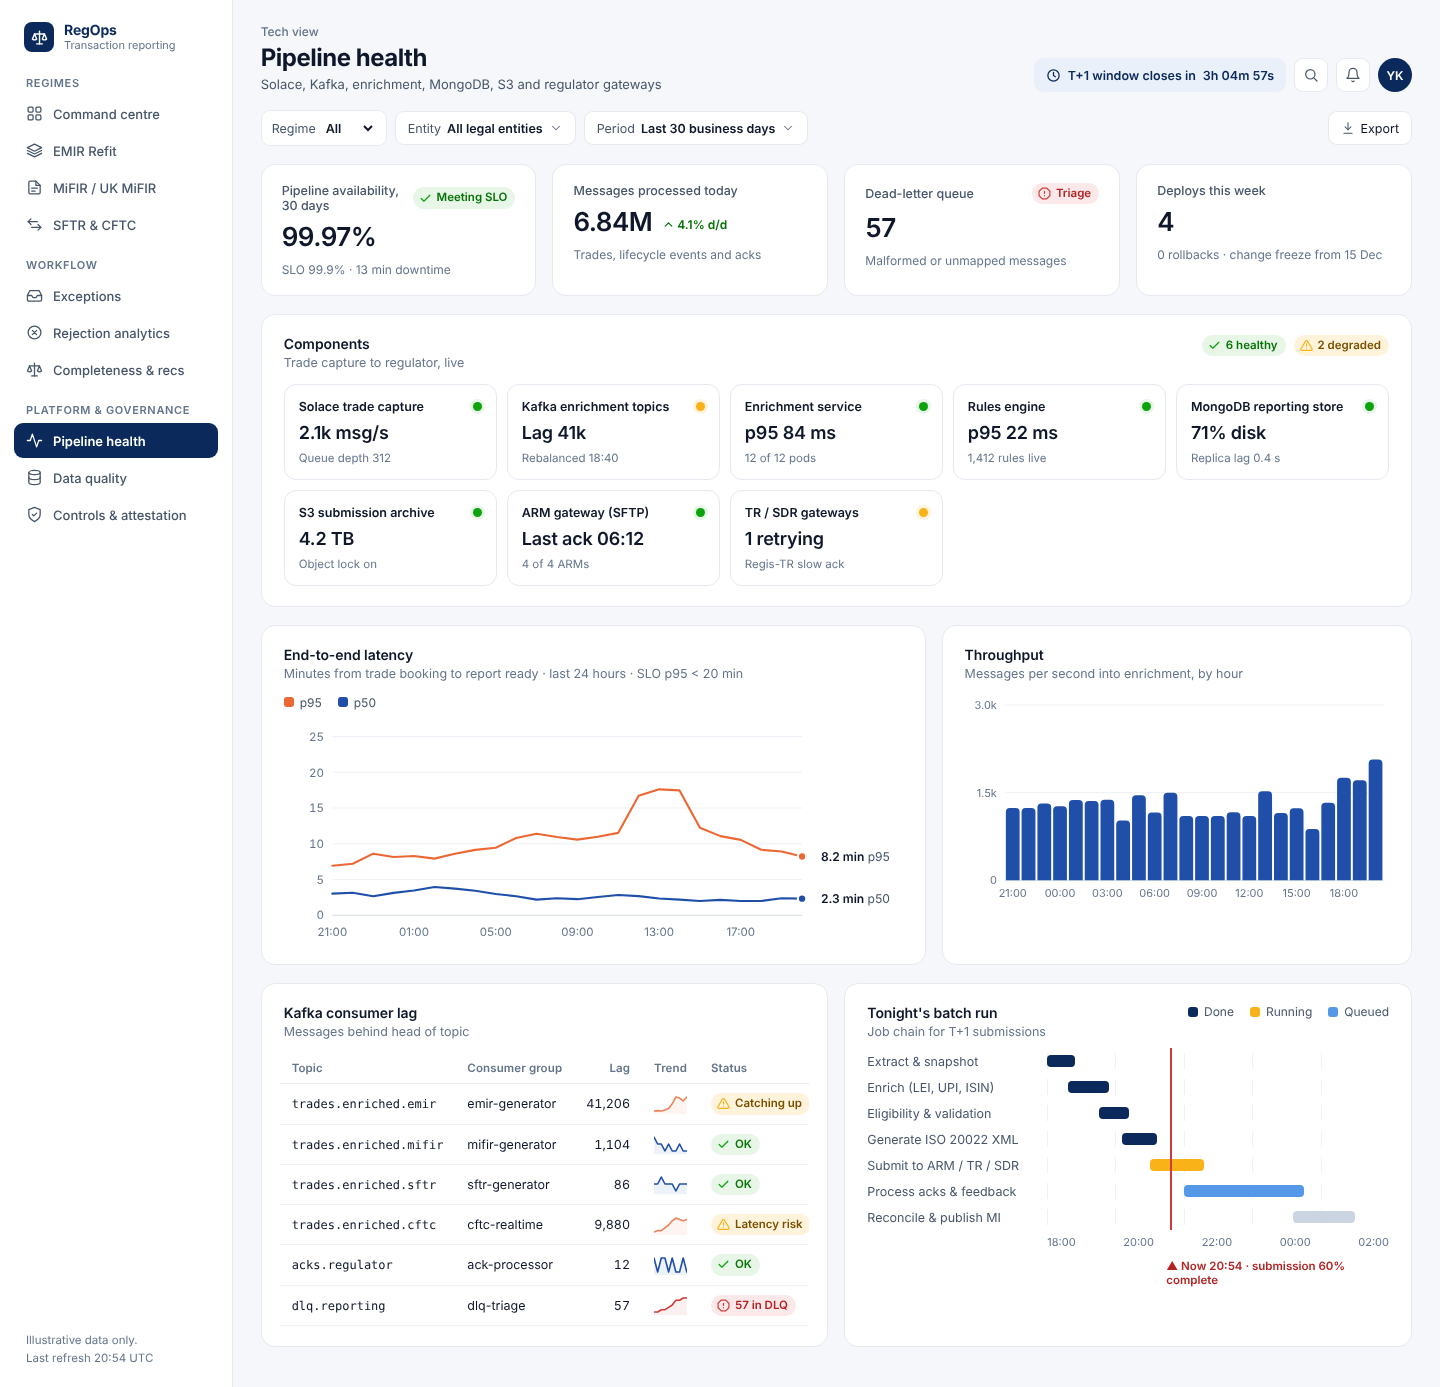 RegOps
Transaction reporting
REGIMES
Command centre
EMIR Refit
MiFIR / UK MiFIR
SFTR & CFTC
WORKFLOW
Exceptions
Rejection analytics
Completeness & recs
PLATFORM & GOVERNANCE
Pipeline health
Data quality
Controls & attestation
Illustrative data only.
Last refresh 20:54 UTC
Tech view
Pipeline health
Solace, Kafka, enrichment, MongoDB, S3 and regulator gateways
T+1 window closes in 3h 04m 57s
YK
Regime All
Entity All legal entities
Period Last 30 business days
Export
Pipeline availability,
30 days
Meeting SLO
99.97%
SLO 99.9% · 13 min downtime
Messages processed today
6.84M 4.1% d/d
Trades, lifecycle events and acks
Dead-letter queue
Triage
57
Malformed or unmapped messages
Deploys this week
4
0 rollbacks · change freeze from 15 Dec
Components
Trade capture to regulator, live
6 healthy
2 degraded
Solace trade capture
2.1k msg/s
Queue depth 312
Kafka enrichment topics
Lag 41k
Rebalanced 18:40
Enrichment service
p95 84 ms
12 of 12 pods
Rules engine
p95 22 ms
1,412 rules live
MongoDB reporting store
71% disk
Replica lag 0.4 s
S3 submission archive
4.2 TB
Object lock on
ARM gateway (SFTP)
Last ack 06:12
4 of 4 ARMs
TR / SDR gateways
1 retrying
Regis-TR slow ack
End-to-end latency
Minutes from trade booking to report ready · last 24 hours · SLO p95 < 20 min
p95 p50
25
20
15
10
5
0
8.2 min p95
2.3 min p50
21:00 01:00 05:00 09:00 13:00 17:00
Throughput
Messages per second into enrichment, by hour
3.0k
1.5k
0
21:00 00:00 03:00 06:00 09:00 12:00 15:00 18:00
Kafka consumer lag
Messages behind head of topic
Topic Consumer group Lag Trend Status
trades.enriched.emir emir-generator 41,206 Catching up
trades.enriched.mifir mifir-generator 1,104 OK
trades.enriched.sftr sftr-generator 86 OK
trades.enriched.cftc cftc-realtime 9,880 Latency risk
acks.regulator ack-processor 12 OK
dlq.reporting dlq-triage 57 57 in DLQ
Tonight's batch run
Job chain for T+1 submissions
Done Running Queued
Extract & snapshot
Enrich (LEI, UPI, ISIN)
Eligibility & validation
Generate ISO 20022 XML
Submit to ARM / TR / SDR
Process acks & feedback
Reconcile & publish MI
18:00 20:00 22:00 00:00 02:00
▲ Now 20:54 · submission 60%
complete